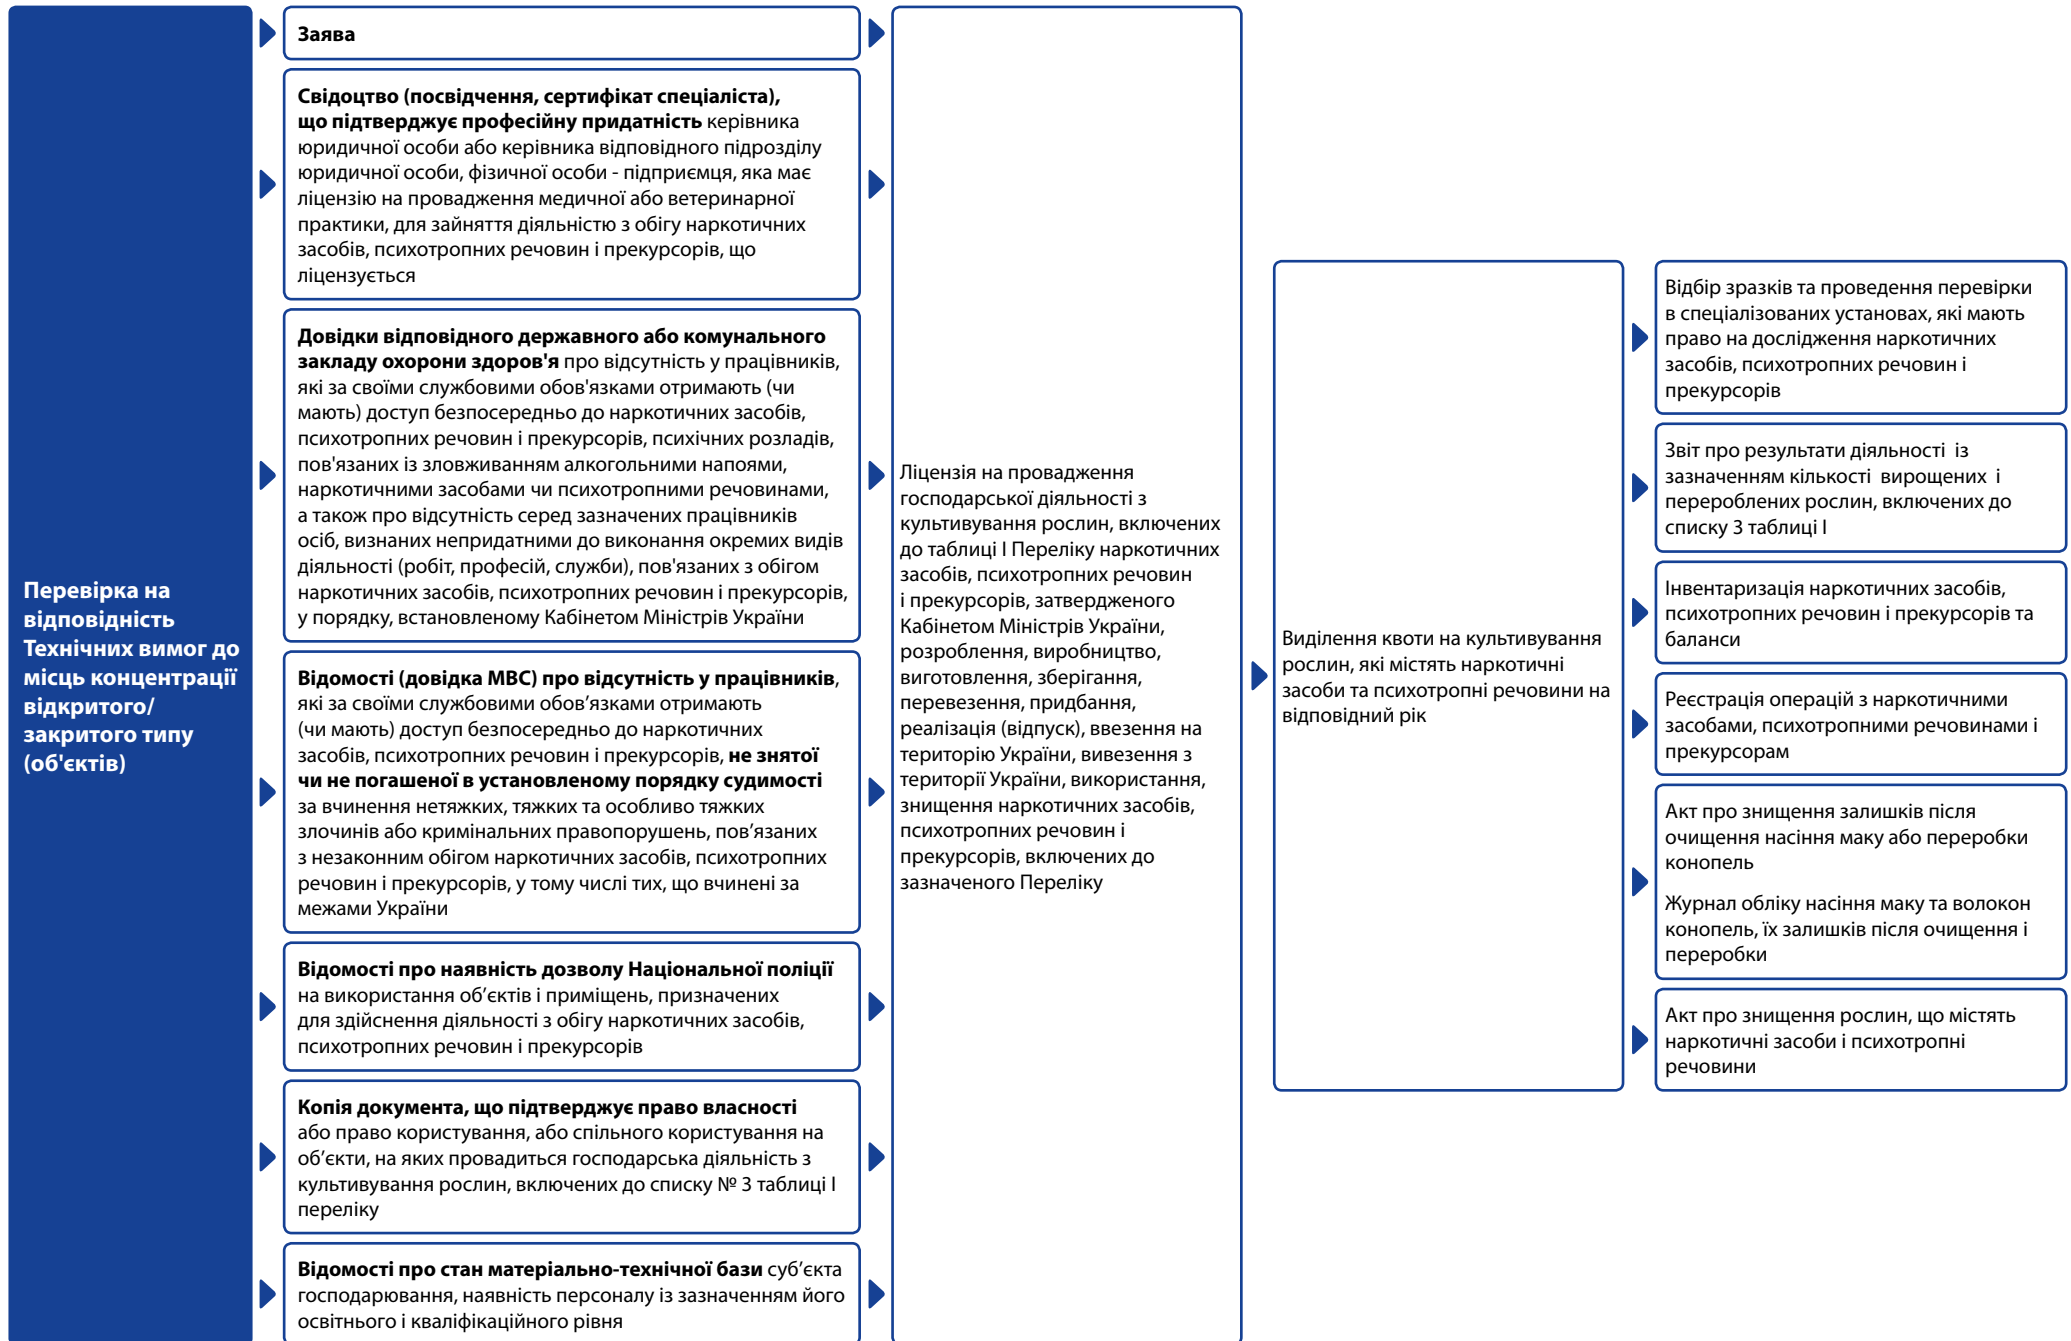 Перевірка на
відповідність
Технічних вимог до
місць концентрації
відкритого/
закритого типу
(об'єктів)
Заява
Свідоцтво (посвідчення, сертифікат спеціаліста),
що підтверджує професійну придатність керівника
юридичної особи або керівника відповідного підрозділу
юридичної особи, фізичної особи - підприємця, яка має
ліцензію на провадження медичної або ветеринарної
практики, для зайняття діяльністю з обігу наркотичних
засобів, психотропних речовин і прекурсорів, що
ліцензується
Довідки відповідного державного або комунального
закладу охорони здоров'я про відсутність у працівників,
які за своїми службовими обов'язками отримають (чи
мають) доступ безпосередньо до наркотичних засобів,
психотропних речовин і прекурсорів, психічних розладів,
пов'язаних із зловживанням алкогольними напоями,
наркотичними засобами чи психотропними речовинами,
а також про відсутність серед зазначених працівників
осіб, визнаних непридатними до виконання окремих видів
діяльності (робіт, професій, служби), пов'язаних з обігом
наркотичних засобів, психотропних речовин і прекурсорів,
у порядку, встановленому Кабінетом Міністрів України
Відомості (довідка МВС) про відсутність у працівників,
які за своїми службовими обов’язками отримають
(чи мають) доступ безпосередньо до наркотичних
засобів, психотропних речовин і прекурсорів, не знятої
чи не погашеної в установленому порядку судимості
за вчинення нетяжких, тяжких та особливо тяжких
злочинів або кримінальних правопорушень, пов’язаних
з незаконним обігом наркотичних засобів, психотропних
речовин і прекурсорів, у тому числі тих, що вчинені за
межами України
Відомості про наявність дозволу Національної поліції
на використання об’єктів і приміщень, призначених
для здійснення діяльності з обігу наркотичних засобів,
психотропних речовин і прекурсорів
Копія документа, що підтверджує право власності
або право користування, або спільного користування на
об’єкти, на яких провадиться господарська діяльність з
культивування рослин, включених до списку № 3 таблиці I
переліку
Відомості про стан матеріально-технічної бази суб’єкта
господарювання, наявність персоналу із зазначенням його
освітнього і кваліфікаційного рівня
Ліцензія на провадження
господарської діяльності з
культивування рослин, включених
до таблиці I Переліку наркотичних
засобів, психотропних речовин
і прекурсорів, затвердженого
Кабінетом Міністрів України,
розроблення, виробництво,
виготовлення, зберігання,
перевезення, придбання,
реалізація (відпуск), ввезення на
територію України, вивезення з
території України, використання,
знищення наркотичних засобів,
психотропних речовин і
прекурсорів, включених до
зазначеного Переліку
Виділення квоти на культивування
рослин, які містять наркотичні
засоби та психотропні речовини на
відповідний рік
Відбір зразків та проведення перевірки
в спеціалізованих установах, які мають
право на дослідження наркотичних
засобів, психотропних речовин і
прекурсорів
Звіт про результати діяльності із
зазначенням кількості вирощених і
перероблених рослин, включених до
списку 3 таблиці I
Інвентаризація наркотичних засобів,
психотропних речовин і прекурсорів та
баланси
Реєстрація операцій з наркотичними
засобами, психотропними речовинами і
прекурсорам
Акт про знищення залишків після
очищення насіння маку або переробки
конопель
Журнал обліку насіння маку та волокон
конопель, їх залишків після очищення і
переробки
Акт про знищення рослин, що містять
наркотичні засоби і психотропні
речовини